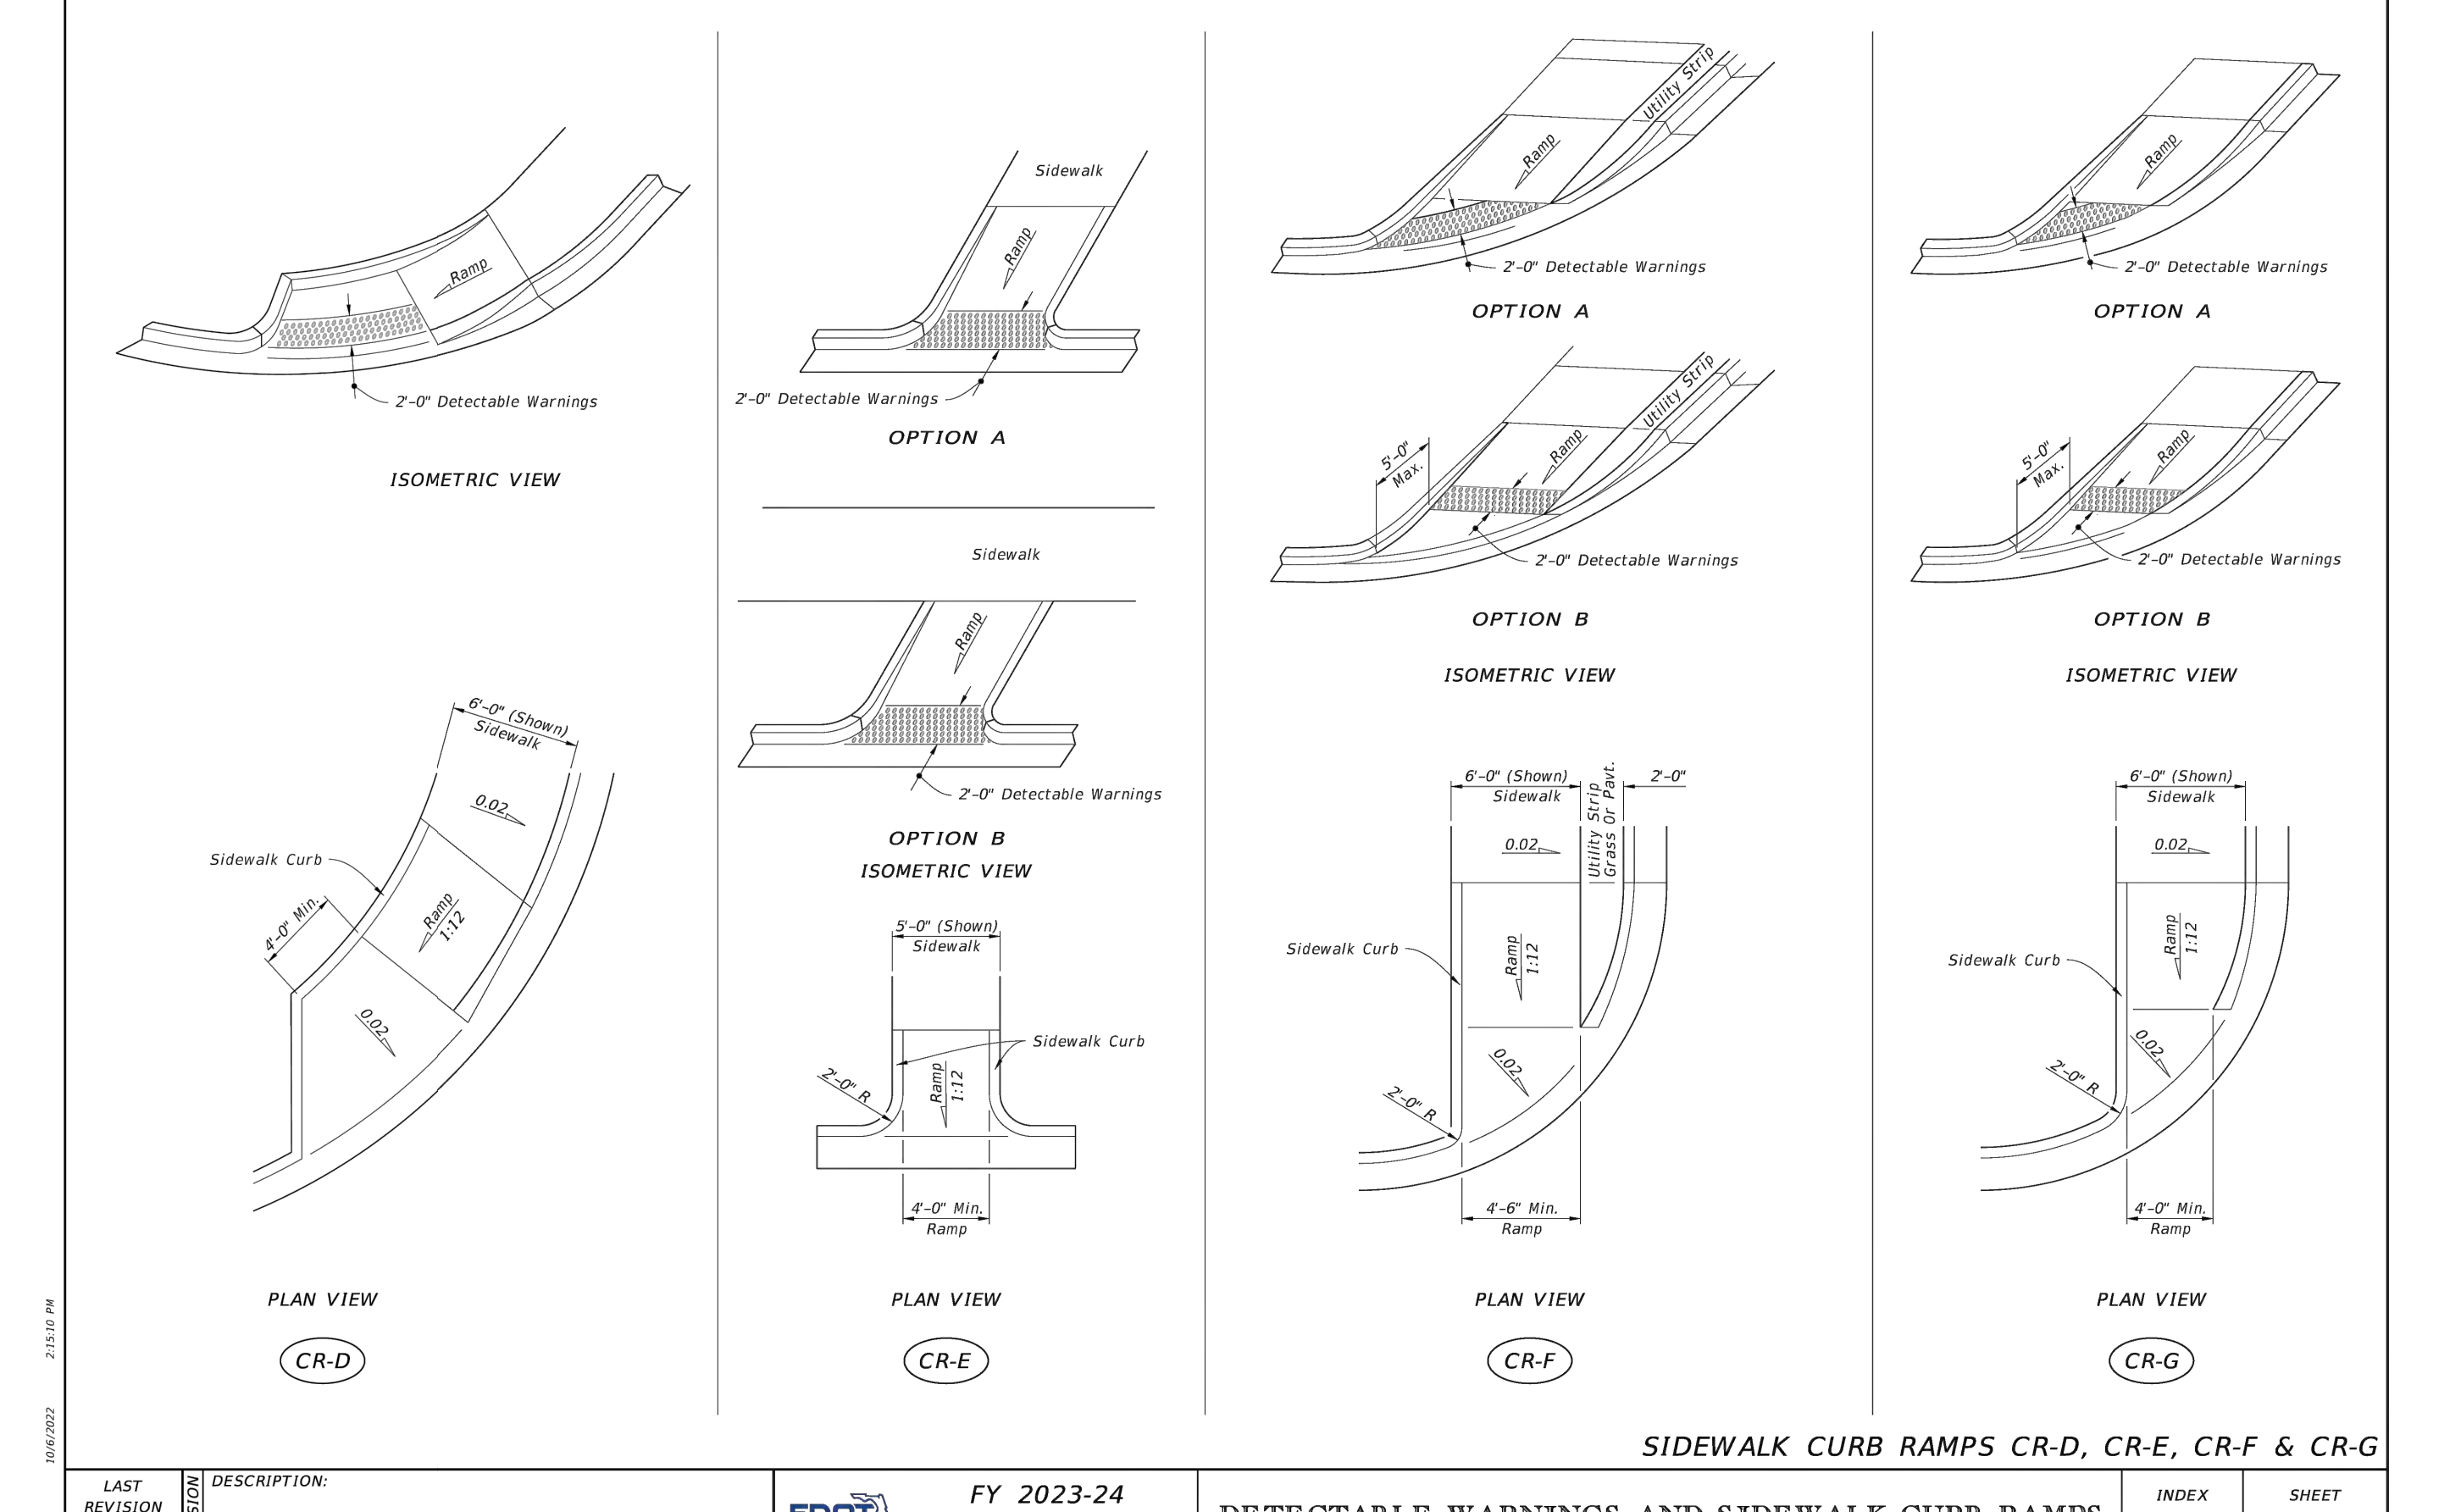 Ramp
2'-0" Detectable Warnings
ISOMETRIC VIEW
6'-0" (Shown)
Sidewalk
0.02
Sidewalk Curb
4'-0" Min.
Ramp
1:12
0.02
PLAN VIEW
CR-D
Sidewalk
Ramp
2'-0" Detectable Warnings
OPTION A
Sidewalk
Ramp
2'-0" Detectable Warnings
OPTION B
ISOMETRIC VIEW
5'-0" (Shown)
Sidewalk
Sidewalk Curb
2'-0" R
Ramp
1:12
4'-0" Min.
Ramp
PLAN VIEW
CR-E
Utility Strip
Ramp
2'-0" Detectable Warnings
OPTION A
Utility Strip
5'-0"
Max.
Ramp
2'-0" Detectable Warnings
OPTION B
ISOMETRIC VIEW
6'-0" (Shown)
Sidewalk
Utility Strip
Grass Or Pavt.
2'-0"
0.02
Sidewalk Curb
Ramp
1:12
0.02
2'-0" R
4'-6" Min.
Ramp
PLAN VIEW
CR-F
Ramp
2'-0" Detectable Warnings
OPTION A
5'-0"
Max.
Ramp
2'-0" Detectable Warnings
OPTION B
ISOMETRIC VIEW
6'-0" (Shown)
Sidewalk
0.02
Sidewalk Curb
Ramp
1:12
0.02
2'-0" R
4'-0" Min.
Ramp
PLAN VIEW
CR-G
10/6/2022 2:15:10 PM
SIDEWALK CURB RAMPS CR-D, CR-E, CR-F & CR-G
LAST
REVISION
DESCRIPTION:
FDOT
FY 2023-24
DETECTABLE WARNINGS AND SIDEWALK CURB RAMPS
INDEX
SHEET